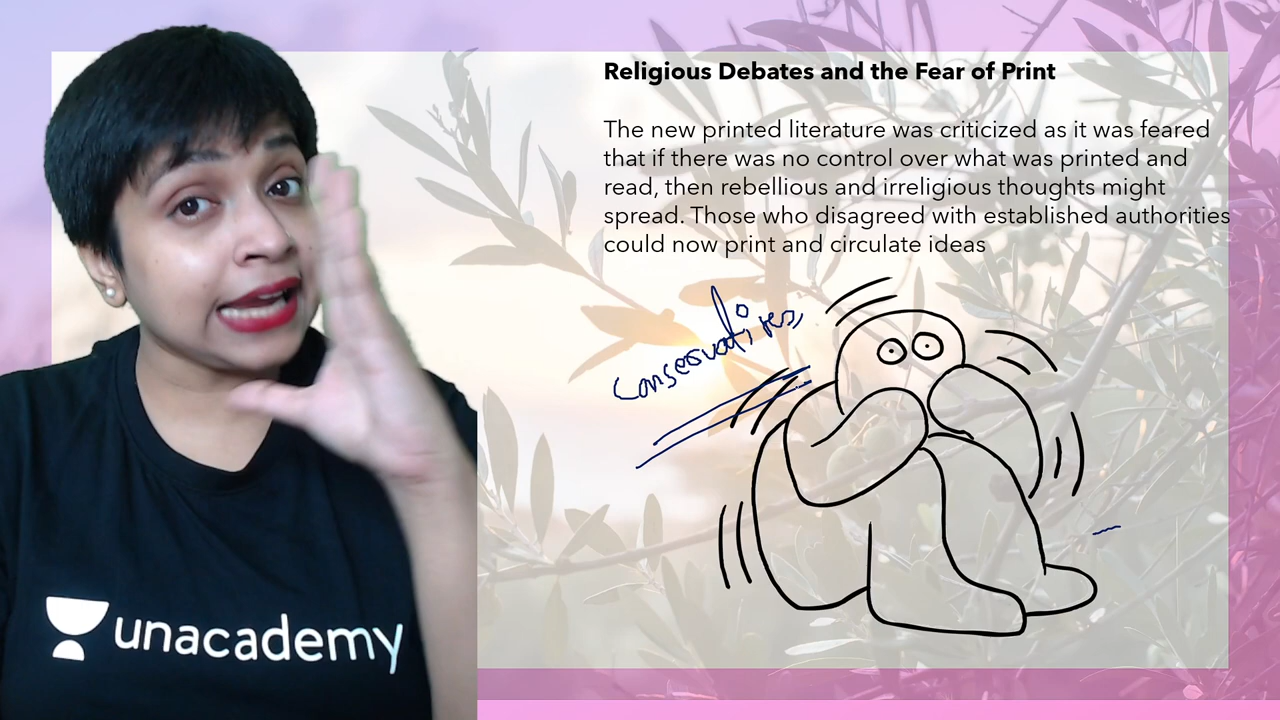 Religious Debates and the Fear of Print
The new printed literature was criticized as it was feared
that if there was no control over what was printed and
read, then rebellious and irreligious thoughts might
spread. Those who disagreed with established authorities
could now print and circulate ideas
Conservatives
unacademy